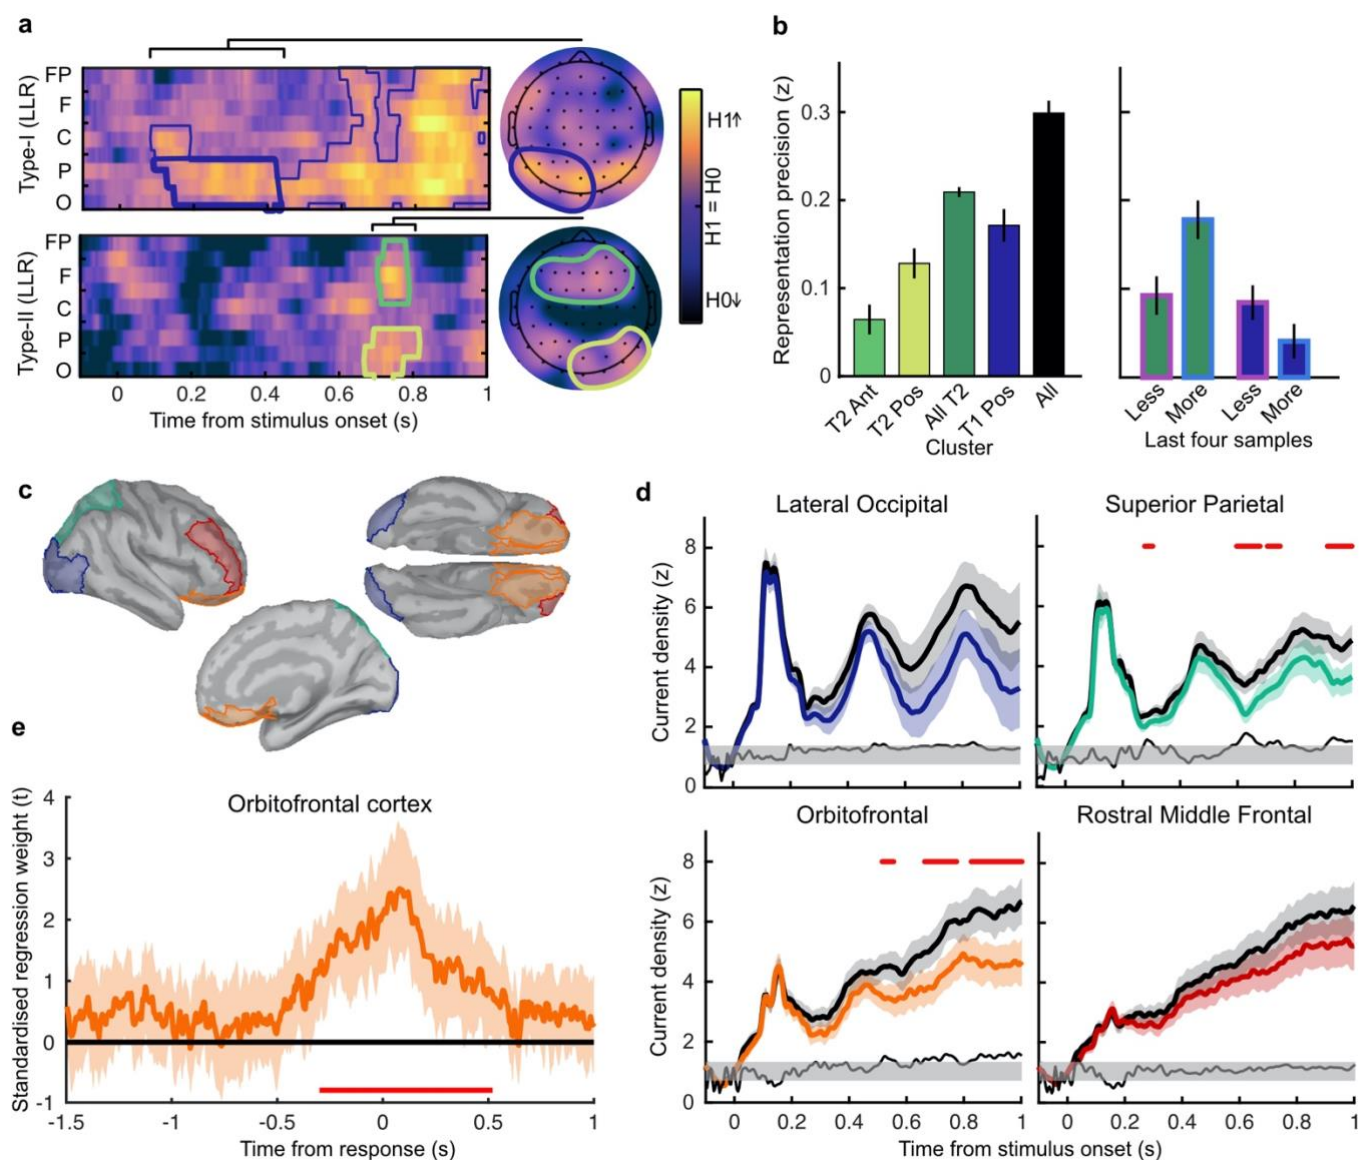 a
Type-I (LLR)
FP
F
C
P
O
H1↑
H1 = H0
H0↓
Type-II (LLR)
FP
F
C
P
O
0 0.2 0.4 0.6 0.8 1
Time from stimulus onset (s)
b
Representation precision (z)
0.3
0.2
0.1
0
T2 Ant
T2 Pos
All T2
T1 Pos
All
Cluster
Less
More
Less
More
Last four samples
c
d
Lateral Occipital
Superior Parietal
Current density (z)
8
6
4
2
0
Orbitofrontal
Rostral Middle Frontal
Current density (z)
8
6
4
2
0
0 0.2 0.4 0.6 0.8 1
0 0.2 0.4 0.6 0.8 1
Time from stimulus onset (s)
e
Orbitofrontal cortex
Standardised regression weight (t)
4
3
2
1
0
-1
-1.5 -1 -0.5 0 0.5 1
Time from response (s)